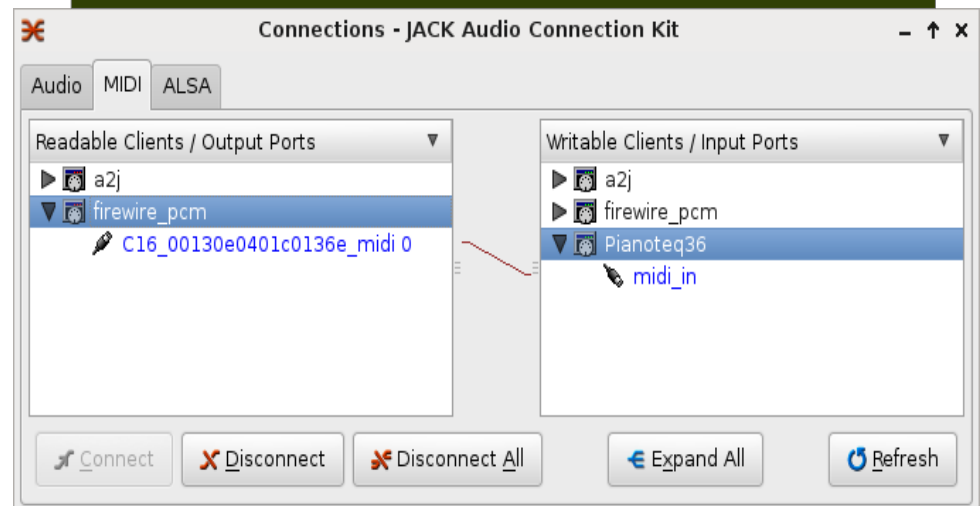 Connections - JACK Audio Connection Kit
Audio MIDI ALSA
Readable Clients / Output Ports
a2j
firewire_pcm
C16_00130e0401c0136e_midi 0
Writable Clients / Input Ports
a2j
firewire_pcm
Pianoteq36
midi_in
Connect Disconnect Disconnect All Expand All Refresh